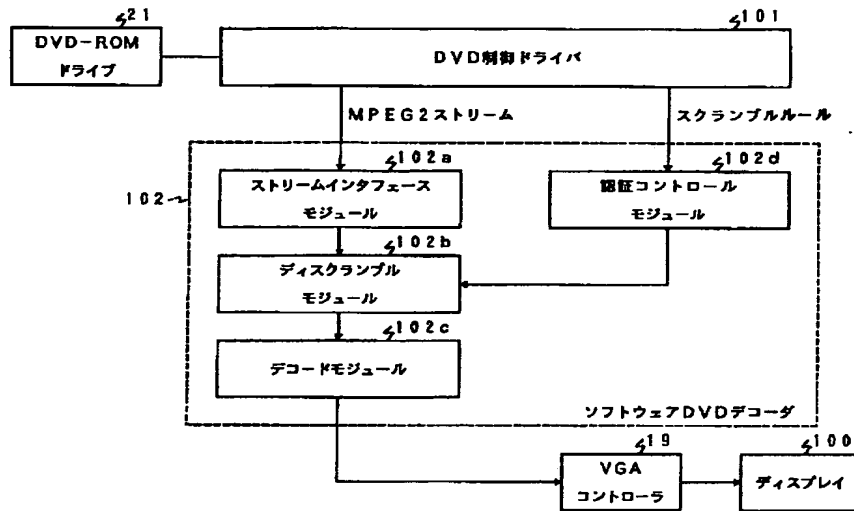 21
DVD-ROM
ドライブ
101
DVD制御ドライバ
MPEG2ストリーム
スクランブルルール
102
102a
ストリームインタフェース
モジュール
102d
認証コントロール
モジュール
102b
ディスクランブル
モジュール
102c
デコードモジュール
ソフトウェアDVDデコーダ
19
VGA
コントローラ
100
ディスプレイ